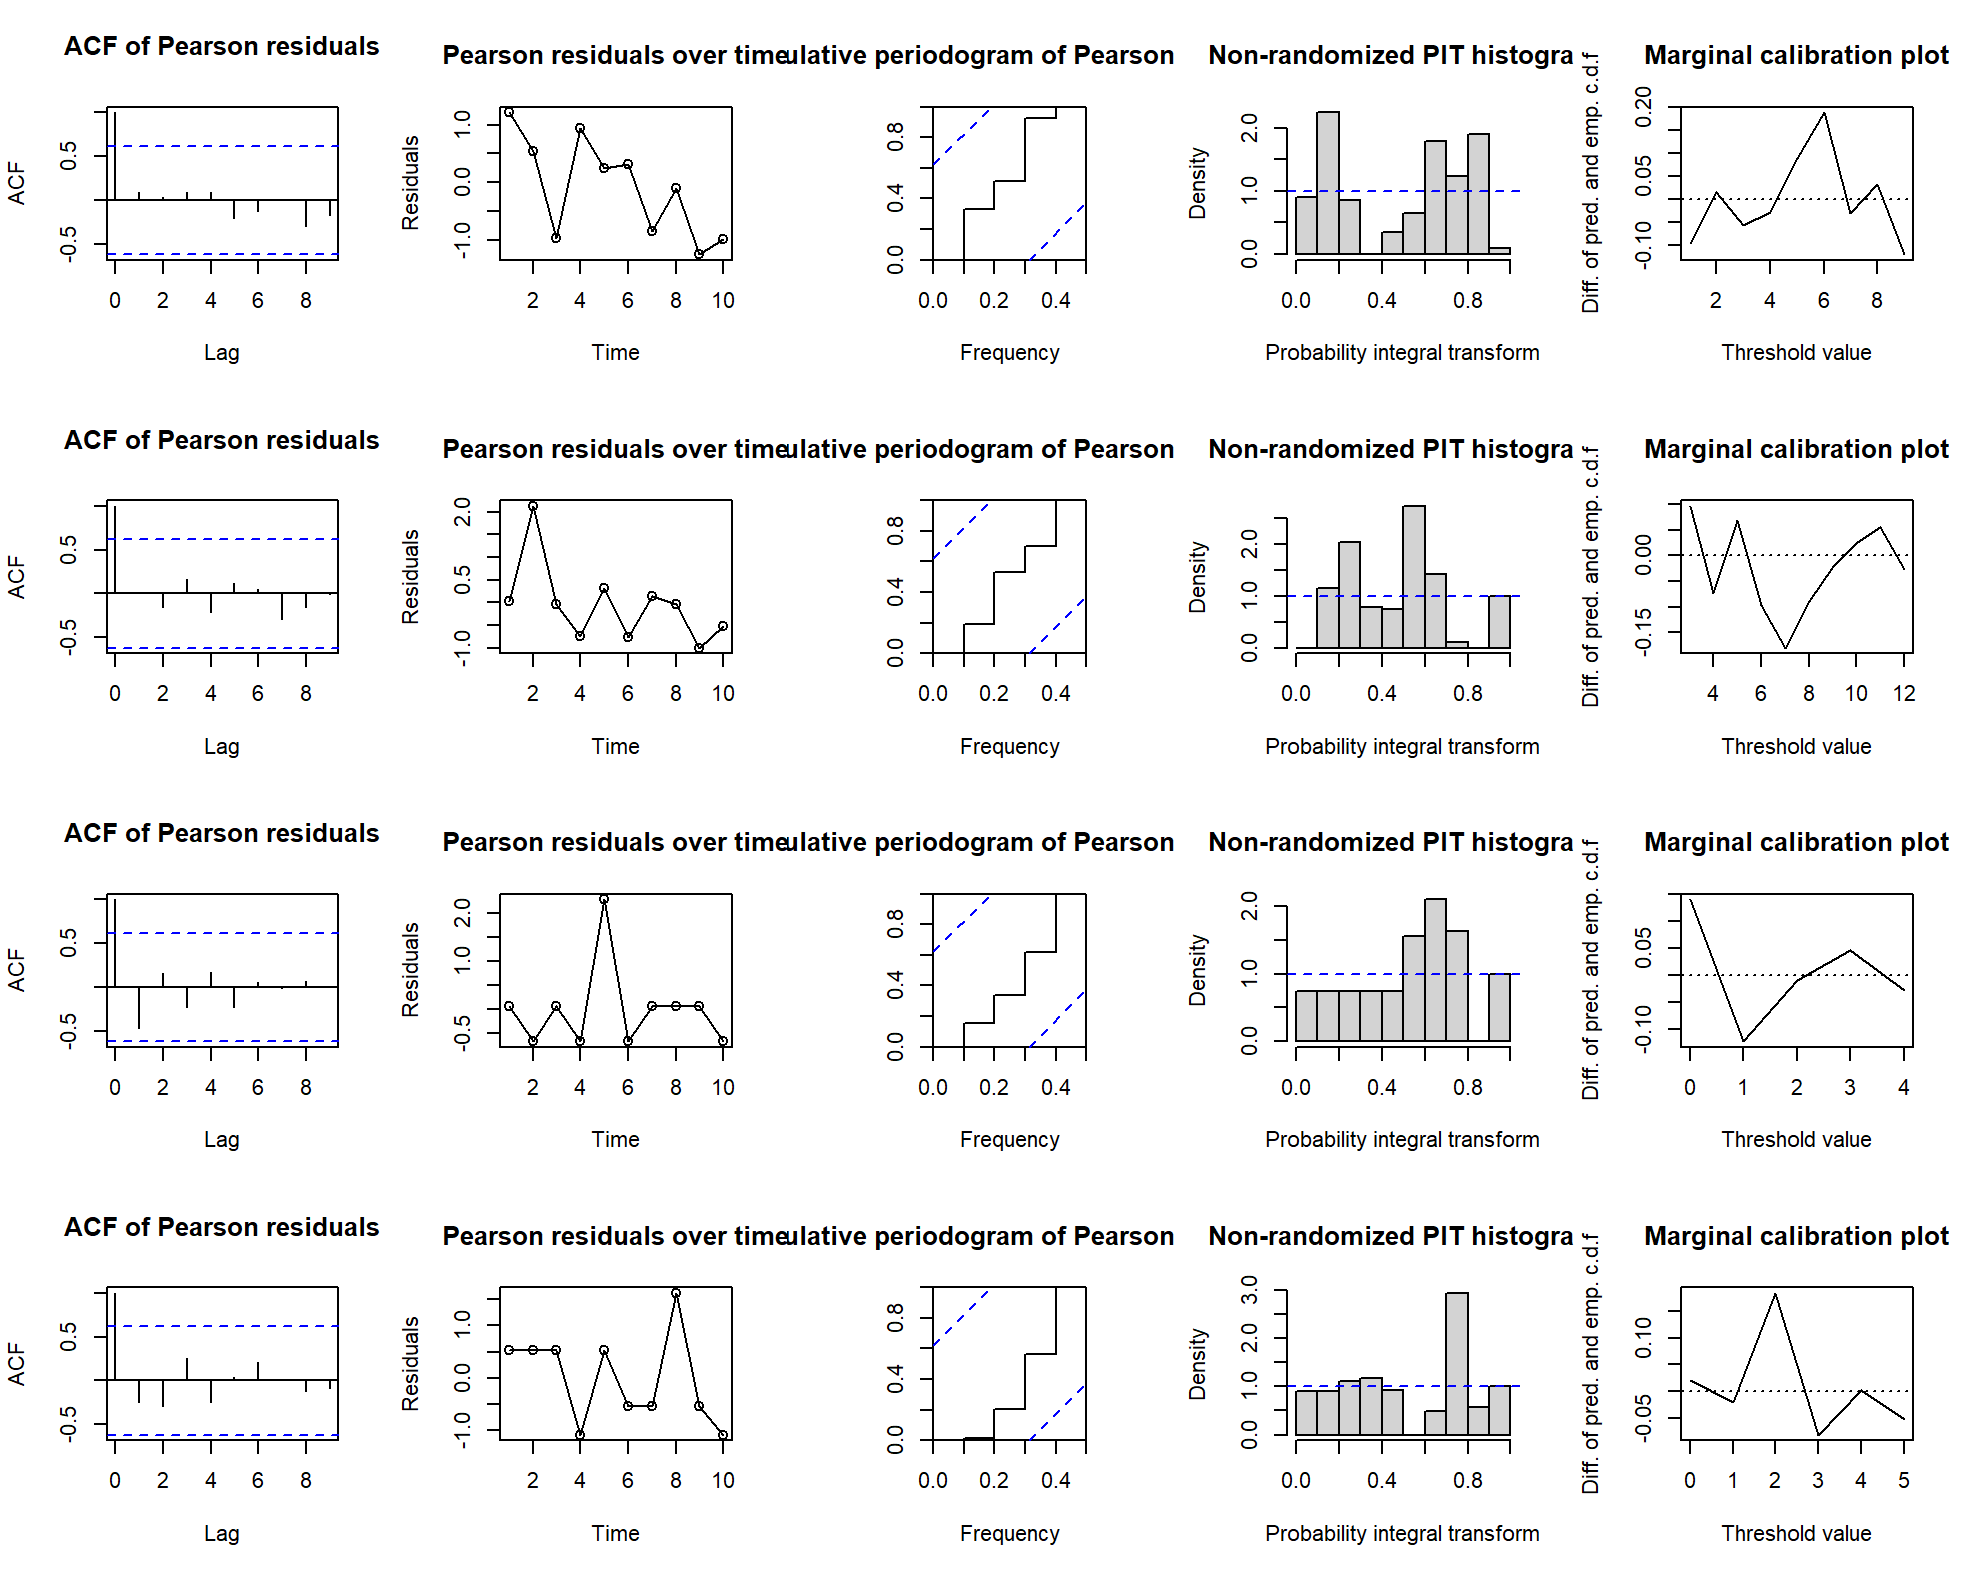 ACF of Pearson residuals
ACF
0.5
-0.5
0 2 4 6 8
Lag
Pearson residuals over time
Residuals
1.0
0.0
-1.0
2 4 6 8 10
Time
ulative periodogram of Pearson
0.8
0.4
0.0
0.0 0.2 0.4
Frequency
Non-randomized PIT histogra
Density
2.0
1.0
0.0
0.0 0.4 0.8
Probability integral transform
Marginal calibration plot
Diff. of pred. and emp. c.d.f
0.20
0.05
-0.10
2 4 6 8
Threshold value
ACF of Pearson residuals
ACF
0.5
-0.5
0 2 4 6 8
Lag
Pearson residuals over time
Residuals
2.0
0.5
-1.0
2 4 6 8 10
Time
ulative periodogram of Pearson
0.8
0.4
0.0
0.0 0.2 0.4
Frequency
Non-randomized PIT histogra
Density
2.0
1.0
0.0
0.0 0.4 0.8
Probability integral transform
Marginal calibration plot
Diff. of pred. and emp. c.d.f
0.00
-0.15
4 6 8 10 12
Threshold value
ACF of Pearson residuals
ACF
0.5
-0.5
0 2 4 6 8
Lag
Pearson residuals over time
Residuals
2.0
1.0
-0.5
2 4 6 8 10
Time
ulative periodogram of Pearson
0.8
0.4
0.0
0.0 0.2 0.4
Frequency
Non-randomized PIT histogra
Density
2.0
1.0
0.0
0.0 0.4 0.8
Probability integral transform
Marginal calibration plot
Diff. of pred. and emp. c.d.f
0.05
-0.10
0 1 2 3 4
Threshold value
ACF of Pearson residuals
ACF
0.5
-0.5
0 2 4 6 8
Lag
Pearson residuals over time
Residuals
1.0
0.0
-1.0
2 4 6 8 10
Time
ulative periodogram of Pearson
0.8
0.4
0.0
0.0 0.2 0.4
Frequency
Non-randomized PIT histogra
Density
3.0
2.0
1.0
0.0
0.0 0.4 0.8
Probability integral transform
Marginal calibration plot
Diff. of pred. and emp. c.d.f
0.10
-0.05
0 1 2 3 4 5
Threshold value